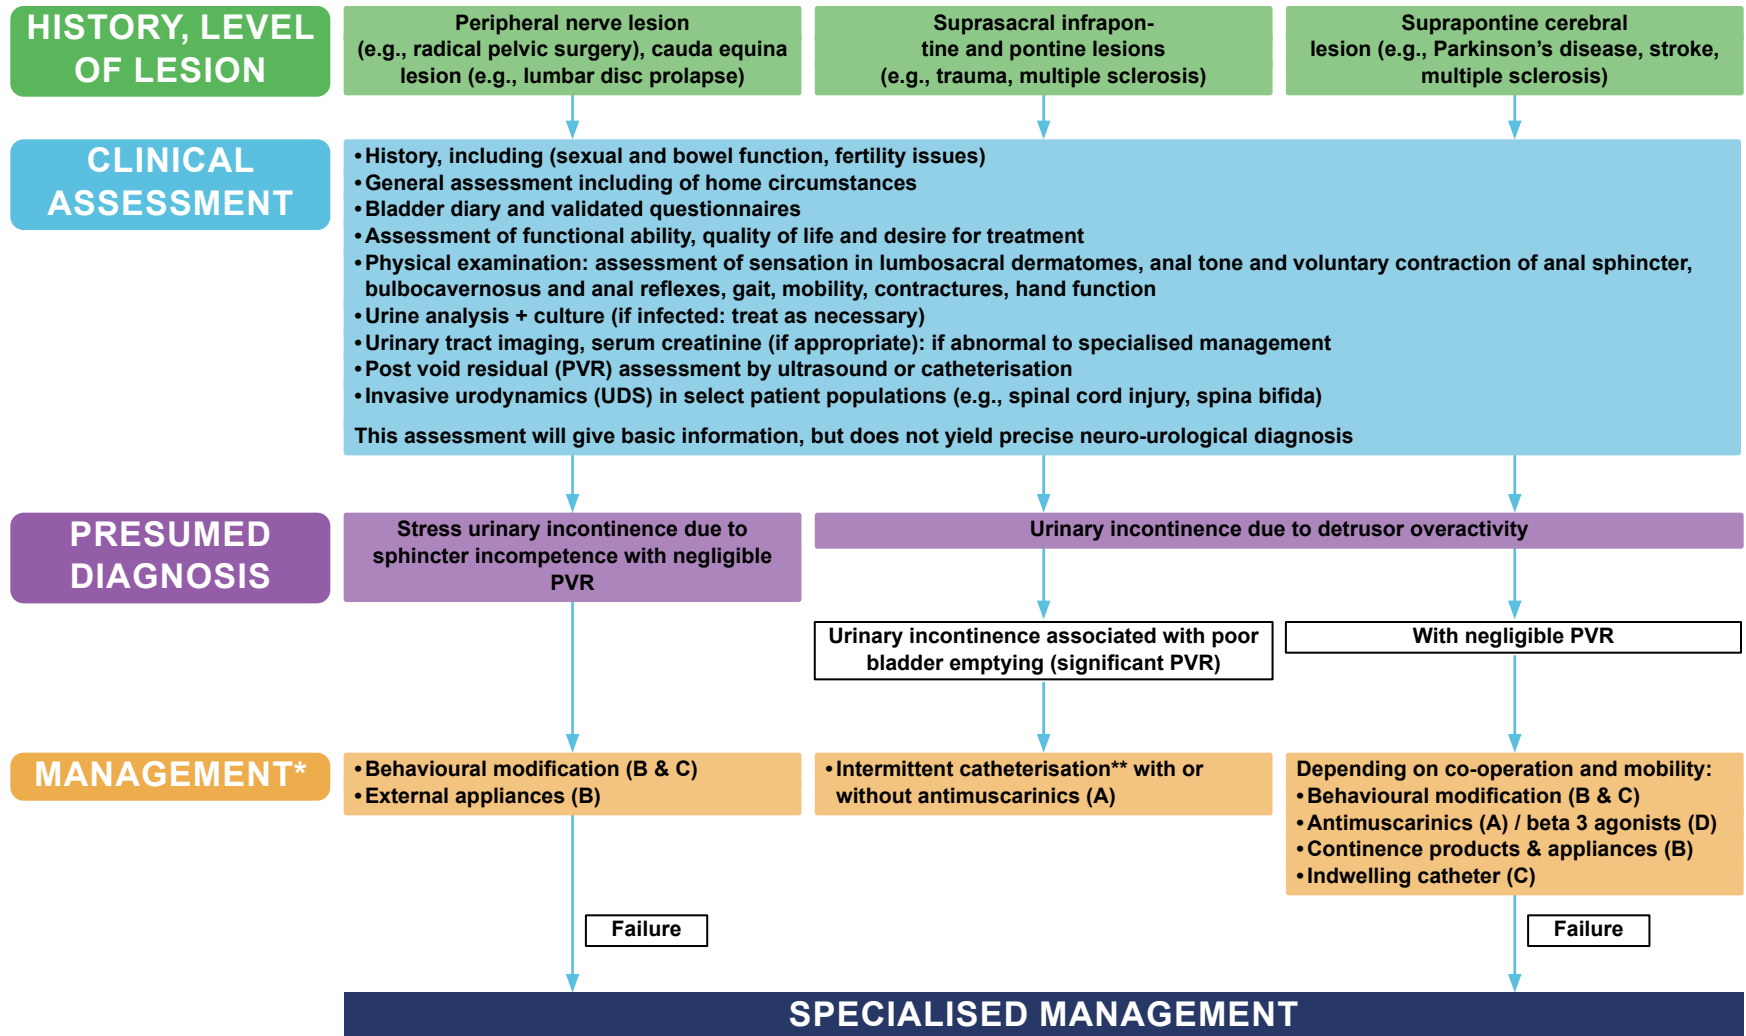 HISTORY, LEVEL
OF LESION
Peripheral nerve lesion
(e.g., radical pelvic surgery), cauda equina
lesion (e.g., lumbar disc prolapse)
Suprasacral infrapon-
tine and pontine lesions
(e.g., trauma, multiple sclerosis)
Suprapontine cerebral
lesion (e.g., Parkinson's disease, stroke,
multiple sclerosis)
CLINICAL
ASSESSMENT
• History, including (sexual and bowel function, fertility issues)
• General assessment including of home circumstances
• Bladder diary and validated questionnaires
• Assessment of functional ability, quality of life and desire for treatment
• Physical examination: assessment of sensation in lumbosacral dermatomes, anal tone and voluntary contraction of anal sphincter,
bulbocavernosus and anal reflexes, gait, mobility, contractures, hand function
• Urine analysis + culture (if infected: treat as necessary)
• Urinary tract imaging, serum creatinine (if appropriate): if abnormal to specialised management
• Post void residual (PVR) assessment by ultrasound or catheterisation
• Invasive urodynamics (UDS) in select patient populations (e.g., spinal cord injury, spina bifida)
This assessment will give basic information, but does not yield precise neuro-urological diagnosis
PRESUMED
DIAGNOSIS
Stress urinary incontinence due to
sphincter incompetence with negligible
PVR
Urinary incontinence due to detrusor overactivity
Urinary incontinence associated with poor
bladder emptying (significant PVR)
With negligible PVR
MANAGEMENT*
• Behavioural modification (B & C)
• External appliances (B)
• Intermittent catheterisation** with or
without antimuscarinics (A)
Depending on co-operation and mobility:
• Behavioural modification (B & C)
• Antimuscarinics (A) / beta 3 agonists (D)
• Continence products & appliances (B)
• Indwelling catheter (C)
Failure
Failure
SPECIALISED MANAGEMENT